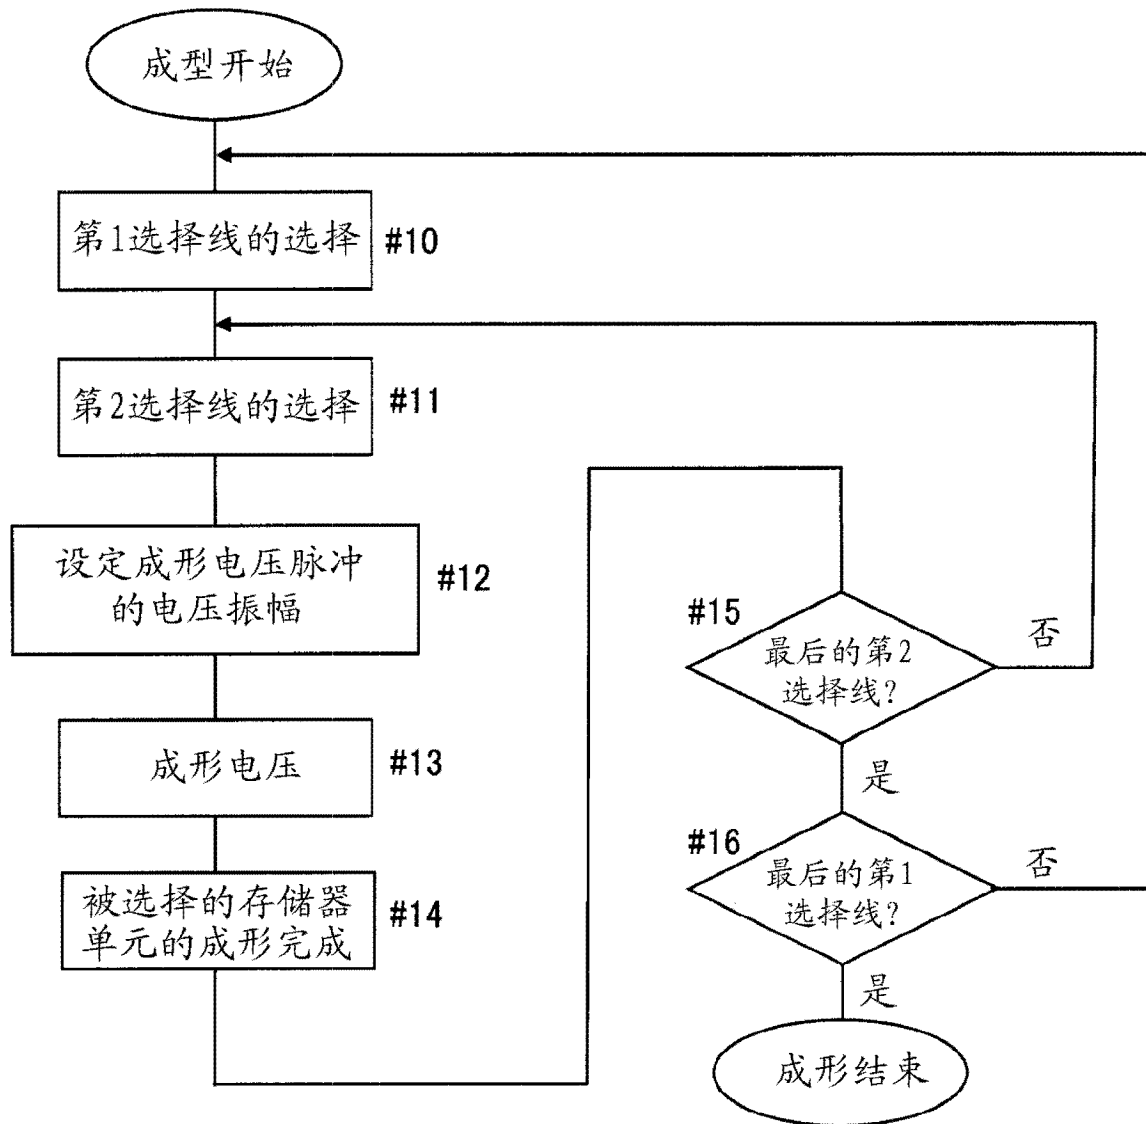 成型开始
第1选择线的选择
#10
第2选择线的选择
#11
设定成形电压脉冲
的电压振幅
#12
成形电压
#13
被选择的存储器
单元的成形完成
#14
#15
最后的第2
选择线?
否
是
#16
最后的第1
选择线?
否
是
成形结束